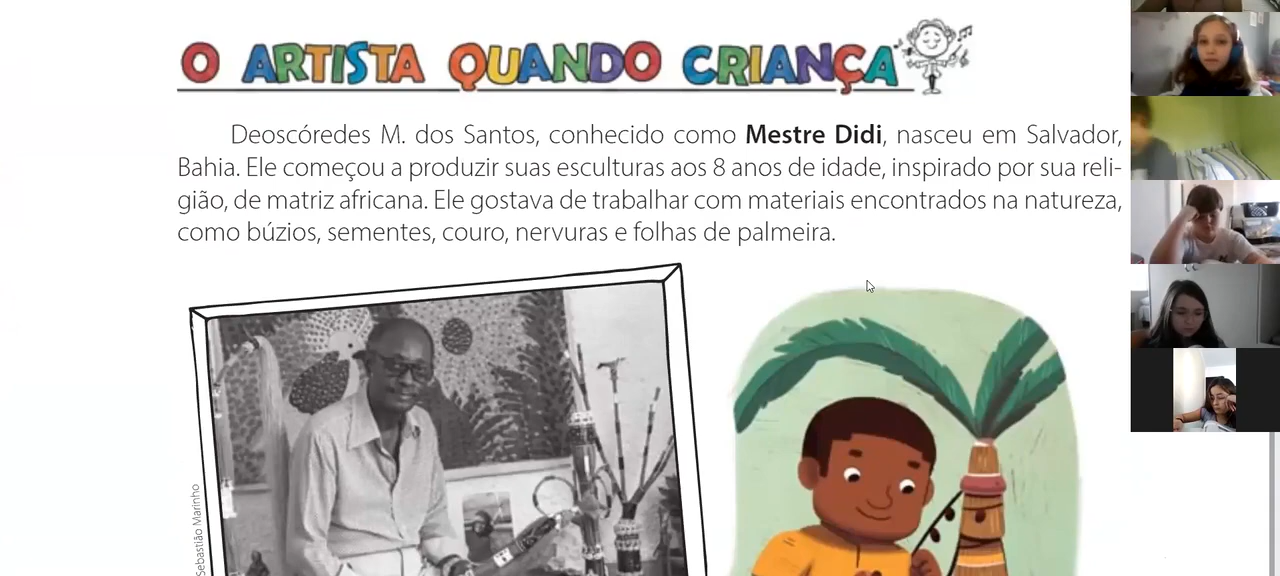 O ARTISTA QUANDO CRIANÇA
Deoscóredes M. dos Santos, conhecido como Mestre Didi, nasceu em Salvador,
Bahia. Ele começou a produzir suas esculturas aos 8 anos de idade, inspirado por sua reli-
gião, de matriz africana. Ele gostava de trabalhar com materiais encontrados na natureza,
como búzios, sementes, couro, nervuras e folhas de palmeira.
Sebastião Marinho